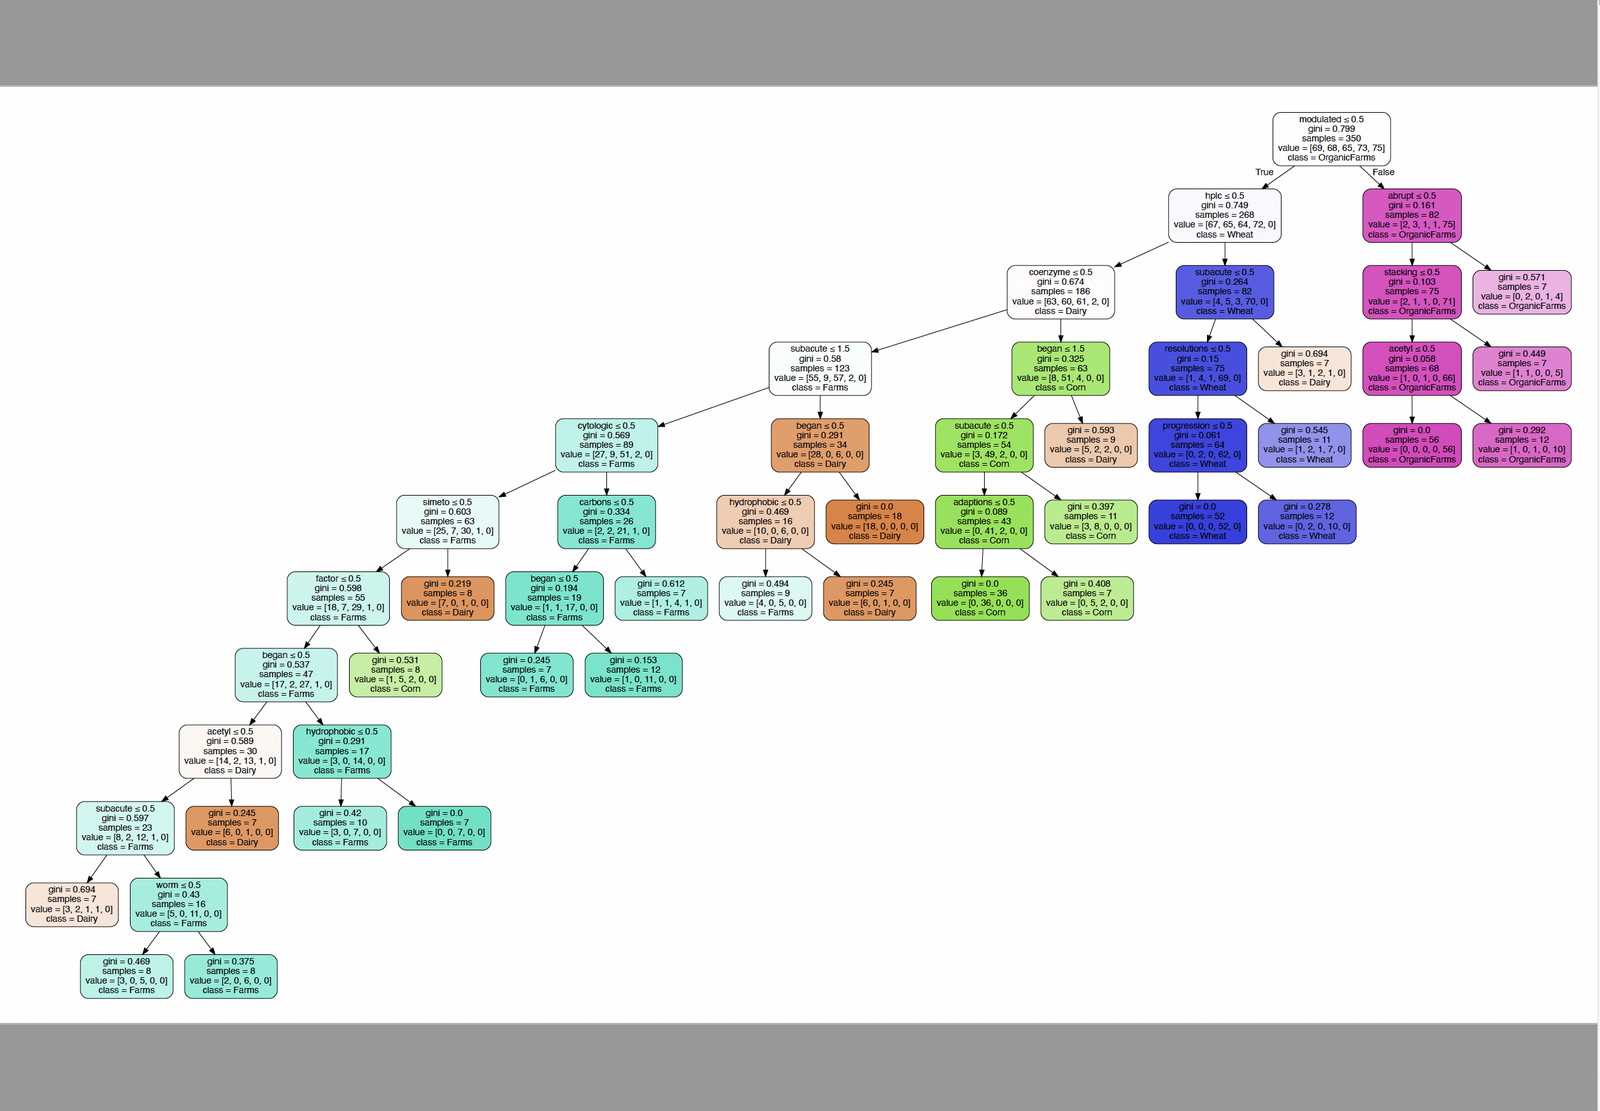 modulated ≤ 0.5
gini = 0.799
samples = 350
value = [69, 68, 65, 73, 75]
class = OrganicFarms
True
False
hplc ≤ 0.5
gini = 0.749
samples = 268
value = [67, 65, 64, 72, 0]
class = Wheat
abrupt ≤ 0.5
gini = 0.161
samples = 82
value = [2, 3, 1, 1, 75]
class = OrganicFarms
coenzyme ≤ 0.5
gini = 0.674
samples = 186
value = [63, 60, 61, 2, 0]
class = Dairy
subacute ≤ 0.5
gini = 0.264
samples = 82
value = [4, 5, 3, 70, 0]
class = Wheat
stacking ≤ 0.5
gini = 0.103
samples = 75
value = [2, 1, 1, 0, 71]
class = OrganicFarms
gini = 0.571
samples = 7
value = [0, 2, 0, 1, 4]
class = OrganicFarms
subacute ≤ 1.5
gini = 0.58
samples = 123
value = [55, 9, 57, 2, 0]
class = Farms
began ≤ 1.5
gini = 0.325
samples = 63
value = [8, 51, 4, 0, 0]
class = Corn
resolutions ≤ 0.5
gini = 0.15
samples = 75
value = [1, 4, 1, 69, 0]
class = Wheat
gini = 0.694
samples = 7
value = [3, 1, 2, 1, 0]
class = Dairy
acetyl ≤ 0.5
gini = 0.058
samples = 68
value = [1, 0, 1, 0, 66]
class = OrganicFarms
gini = 0.449
samples = 7
value = [1, 1, 0, 0, 5]
class = OrganicFarms
cytologic ≤ 0.5
gini = 0.569
samples = 89
value = [27, 9, 51, 2, 0]
class = Farms
began ≤ 0.5
gini = 0.291
samples = 34
value = [28, 0, 6, 0, 0]
class = Dairy
subacute ≤ 0.5
gini = 0.172
samples = 54
value = [3, 49, 2, 0, 0]
class = Corn
gini = 0.593
samples = 9
value = [5, 2, 2, 0, 0]
class = Dairy
progression ≤ 0.5
gini = 0.061
samples = 64
value = [0, 2, 0, 62, 0]
class = Wheat
gini = 0.545
samples = 11
value = [1, 2, 1, 7, 0]
class = Wheat
gini = 0.0
samples = 56
value = [0, 0, 0, 0, 56]
class = OrganicFarms
gini = 0.292
samples = 12
value = [1, 0, 1, 0, 10]
class = OrganicFarms
simeto ≤ 0.5
gini = 0.603
samples = 63
value = [25, 7, 30, 1, 0]
class = Farms
carbons ≤ 0.5
gini = 0.334
samples = 26
value = [2, 2, 21, 1, 0]
class = Farms
hydrophobic ≤ 0.5
gini = 0.469
samples = 16
value = [10, 0, 6, 0, 0]
class = Dairy
gini = 0.0
samples = 18
value = [18, 0, 0, 0, 0]
class = Dairy
adaptions ≤ 0.5
gini = 0.089
samples = 43
value = [0, 41, 2, 0, 0]
class = Corn
gini = 0.397
samples = 11
value = [3, 8, 0, 0, 0]
class = Corn
gini = 0.0
samples = 52
value = [0, 0, 0, 52, 0]
class = Wheat
gini = 0.278
samples = 12
value = [0, 2, 0, 10, 0]
class = Wheat
factor ≤ 0.5
gini = 0.598
samples = 55
value = [18, 7, 29, 1, 0]
class = Farms
gini = 0.219
samples = 8
value = [7, 0, 1, 0, 0]
class = Dairy
began ≤ 0.5
gini = 0.194
samples = 19
value = [1, 1, 17, 0, 0]
class = Farms
gini = 0.612
samples = 7
value = [1, 1, 4, 1, 0]
class = Farms
gini = 0.494
samples = 9
value = [4, 0, 5, 0, 0]
class = Farms
gini = 0.245
samples = 7
value = [6, 0, 1, 0, 0]
class = Dairy
gini = 0.0
samples = 36
value = [0, 36, 0, 0, 0]
class = Corn
gini = 0.408
samples = 7
value = [0, 5, 2, 0, 0]
class = Corn
began ≤ 0.5
gini = 0.537
samples = 47
value = [17, 2, 27, 1, 0]
class = Farms
gini = 0.531
samples = 8
value = [1, 5, 2, 0, 0]
class = Corn
gini = 0.245
samples = 7
value = [0, 1, 6, 0, 0]
class = Farms
gini = 0.153
samples = 12
value = [1, 0, 11, 0, 0]
class = Farms
acetyl ≤ 0.5
gini = 0.589
samples = 30
value = [14, 2, 13, 1, 0]
class = Dairy
hydrophobic ≤ 0.5
gini = 0.291
samples = 17
value = [3, 0, 14, 0, 0]
class = Farms
subacute ≤ 0.5
gini = 0.597
samples = 23
value = [8, 2, 12, 1, 0]
class = Farms
gini = 0.245
samples = 7
value = [6, 0, 1, 0, 0]
class = Dairy
gini = 0.42
samples = 10
value = [3, 0, 7, 0, 0]
class = Farms
gini = 0.0
samples = 7
value = [0, 0, 7, 0, 0]
class = Farms
gini = 0.694
samples = 7
value = [3, 2, 1, 1, 0]
class = Dairy
worm ≤ 0.5
gini = 0.43
samples = 16
value = [5, 0, 11, 0, 0]
class = Farms
gini = 0.469
samples = 8
value = [3, 0, 5, 0, 0]
class = Farms
gini = 0.375
samples = 8
value = [2, 0, 6, 0, 0]
class = Farms